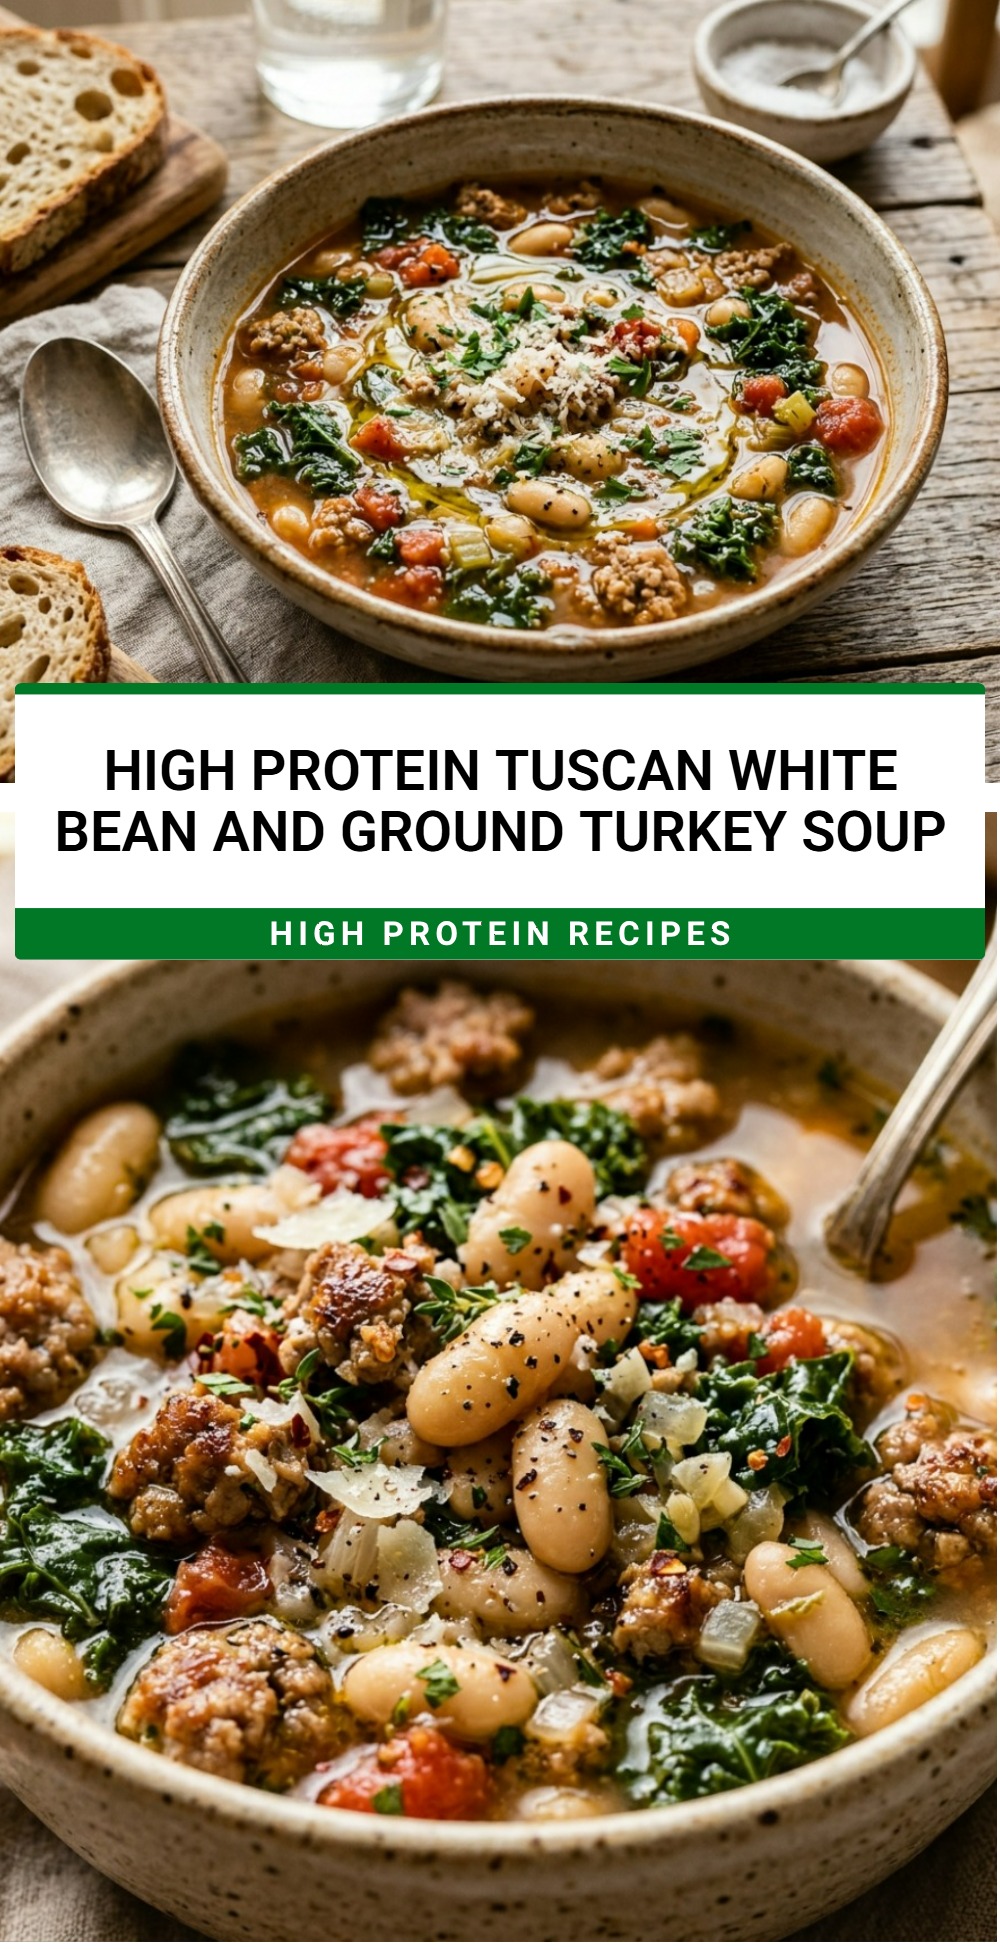 HIGH PROTEIN TUSCAN WHITE
BEAN AND GROUND TURKEY SOUP
HIGH PROTEIN RECIPES